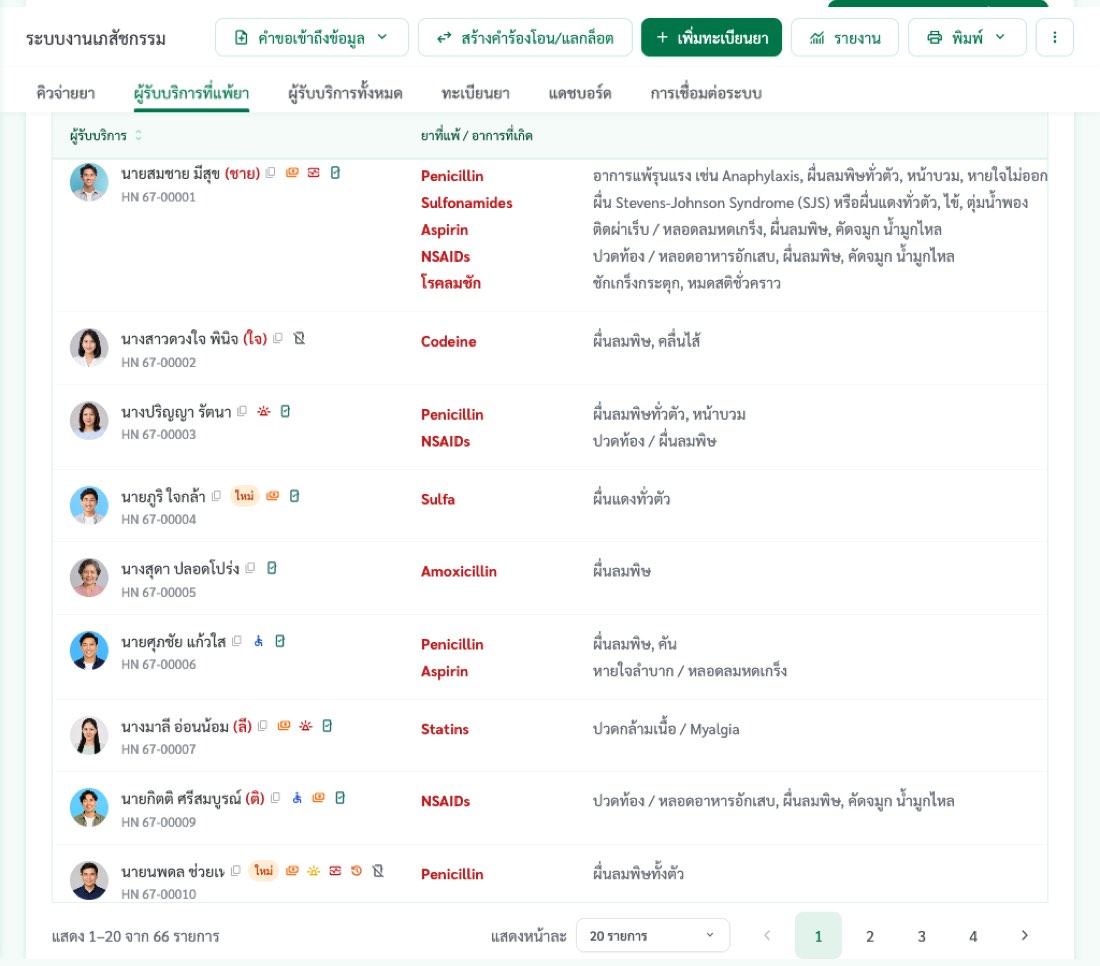 ระบบงานเภสัชกรรม
คำขอเข้าถึงข้อมูล
สร้างคำร้องโอน/แลกล็อต
+ เพิ่มทะเบียนยา
รายงาน
พิมพ์
คิวจ่ายยา
ผู้รับบริการที่แพ้ยา
ผู้รับบริการทั้งหมด
ทะเบียนยา
แดชบอร์ด
การเชื่อมต่อระบบ
ผู้รับบริการ
ยาที่แพ้ / อาการที่เกิด
นายสมชาย มีสุข (ชาย)
HN 67-00001
Penicillin อาการแพ้รุนแรง เช่น Anaphylaxis, ผื่นลมพิษทั่วตัว, หน้าบวม, หายใจไม่ออก
Sulfonamides ผื่น Stevens-Johnson Syndrome (SJS) หรือผื่นแดงทั่วตัว, ไข้, ตุ่มน้ำพอง
Aspirin ติดผ่าเร็บ / หลอดลมหดเกร็ง, ผื่นลมพิษ, คัดจมูก น้ำมูกไหล
NSAIDs ปวดท้อง / หลอดอาหารอักเสบ, ผื่นลมพิษ, คัดจมูก น้ำมูกไหล
โรคลมชัก ชักเกร็งกระตุก, หมดสติชั่วคราว
นางสาวดวงใจ พินิจ (ใจ)
HN 67-00002
Codeine ผื่นลมพิษ, คลื่นไส้
นางปริญญา รัตนา
HN 67-00003
Penicillin ผื่นลมพิษทั่วตัว, หน้าบวม
NSAIDs ปวดท้อง / ผื่นลมพิษ
นายภูริ ใจกล้า ใหม่
HN 67-00004
Sulfa ผื่นแดงทั่วตัว
นางสุดา ปลอดโปร่ง
HN 67-00005
Amoxicillin ผื่นลมพิษ
นายศุภชัย แก้วใส
HN 67-00006
Penicillin ผื่นลมพิษ, คัน
Aspirin หายใจลำบาก / หลอดลมหดเกร็ง
นางมาลี อ่อนน้อม (ลี)
HN 67-00007
Statins ปวดกล้ามเนื้อ / Myalgia
นายกิตติ ศรีสมบูรณ์ (ติ)
HN 67-00009
NSAIDs ปวดท้อง / หลอดอาหารอักเสบ, ผื่นลมพิษ, คัดจมูก น้ำมูกไหล
นายนพดล ใหม่
HN 67-00010
Penicillin ผื่นลมพิษทั้งตัว
แสดง 1–20 จาก 66 รายการ
แสดงหน้าละ
20 รายการ
1 2 3 4